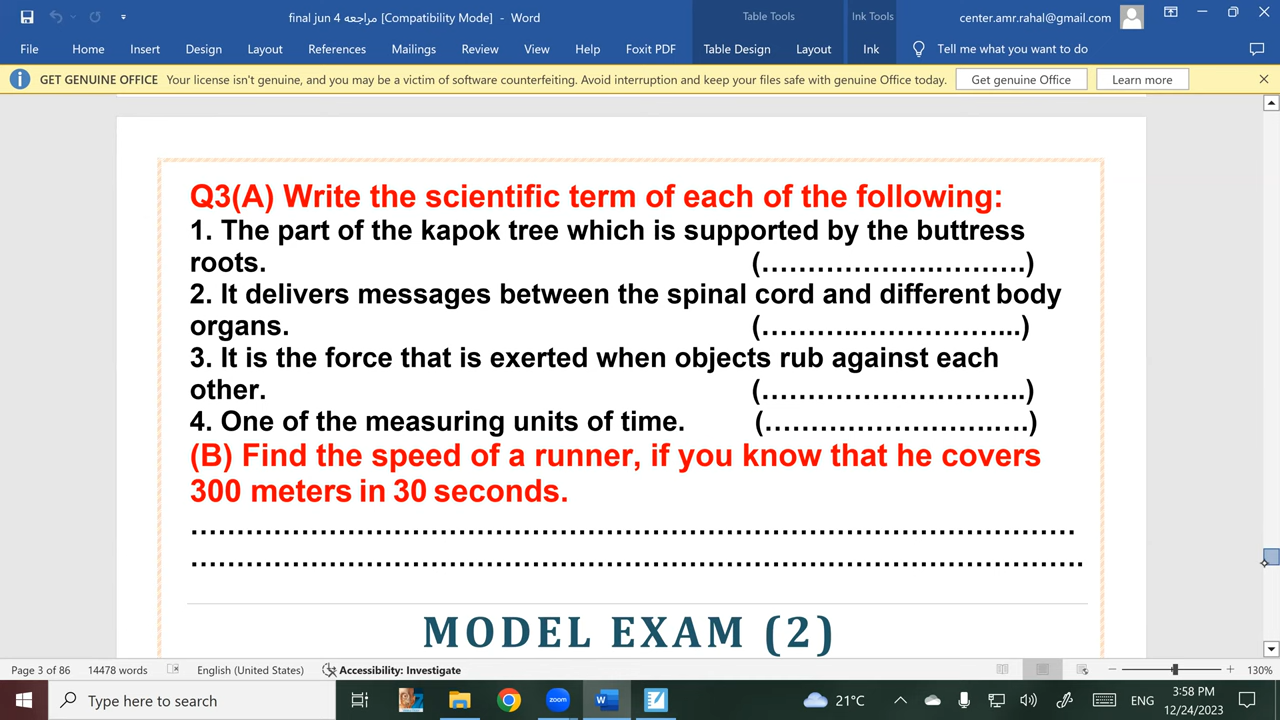 final jun 4 مراجعه [Compatibility Mode] - Word
Table Tools
Ink Tools
center.amr.rahal@gmail.com
File Home Insert Design Layout References Mailings Review View Help Foxit PDF Table Design Layout Ink Tell me what you want to do
GET GENUINE OFFICE Your license isn't genuine, and you may be a victim of software counterfeiting. Avoid interruption and keep your files safe with genuine Office today. Get genuine Office Learn more
Q3(A) Write the scientific term of each of the following:
1. The part of the kapok tree which is supported by the buttress
roots. (……………….……….)
2. It delivers messages between the spinal cord and different body
organs. (………..……………...)
3. It is the force that is exerted when objects rub against each
other. (………………………..)
4. One of the measuring units of time. (…………………….….)
(B) Find the speed of a runner, if you know that he covers
300 meters in 30 seconds.
……………………………………………………………………………………
…………………………………………………………………………………….
MODEL EXAM (2)
Page 3 of 86 14478 words English (United States) Accessibility: Investigate 130%
Type here to search
W
21°C
ENG
3:58 PM
12/24/2023
zoom